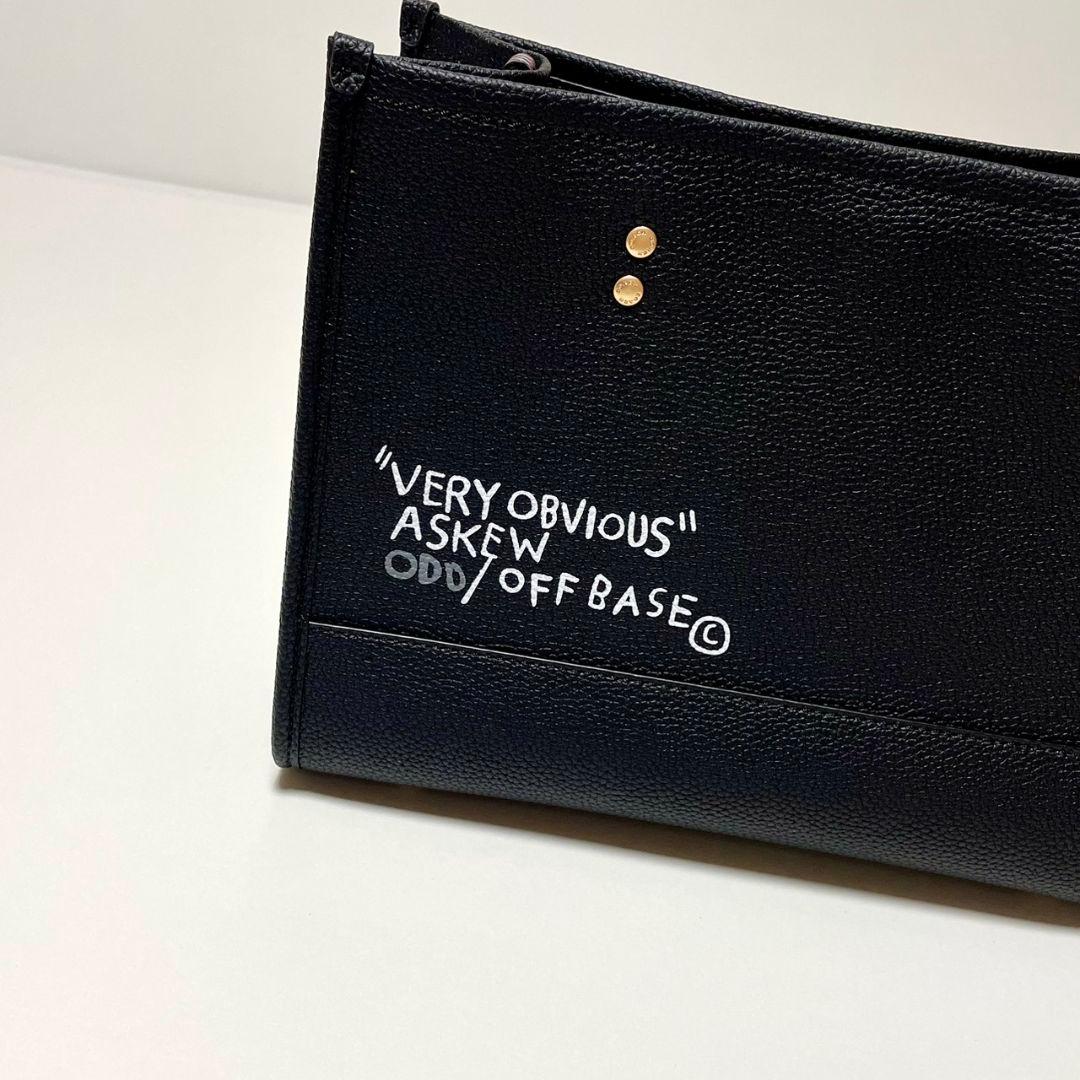 "VERY OBVIOUS"
ASKEW
ODD/OFF BASE©